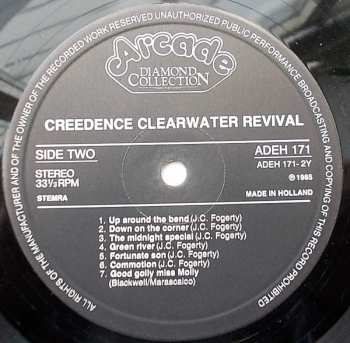 ALL RIGHTS OF THE MANUFACTURER AND OF THE OWNER OF THE RECORDED WORK RESERVED. UNAUTHORIZED PUBLIC PERFORMANCE, BROADCASTING AND COPYING OF THIS RECORD PROHIBITED.
Arcade
DIAMOND
COLLECTION
CREEDENCE CLEARWATER REVIVAL
SIDE TWO
ADEH 171
ADEH 171-2Y
STEREO
33⅓RPM
℗ 1985
STEMRA
MADE IN HOLLAND
1. Up around the bend (J.C. Fogerty)
2. Down on the corner (J.C. Fogerty)
3. The midnight special (J.C. Fogerty)
4. Green river (J.C. Fogerty)
5. Fortunate son (J.C. Fogerty)
6. Commotion (J.C. Fogerty)
7. Good golly miss Molly
(Blackwell/Marascalco)